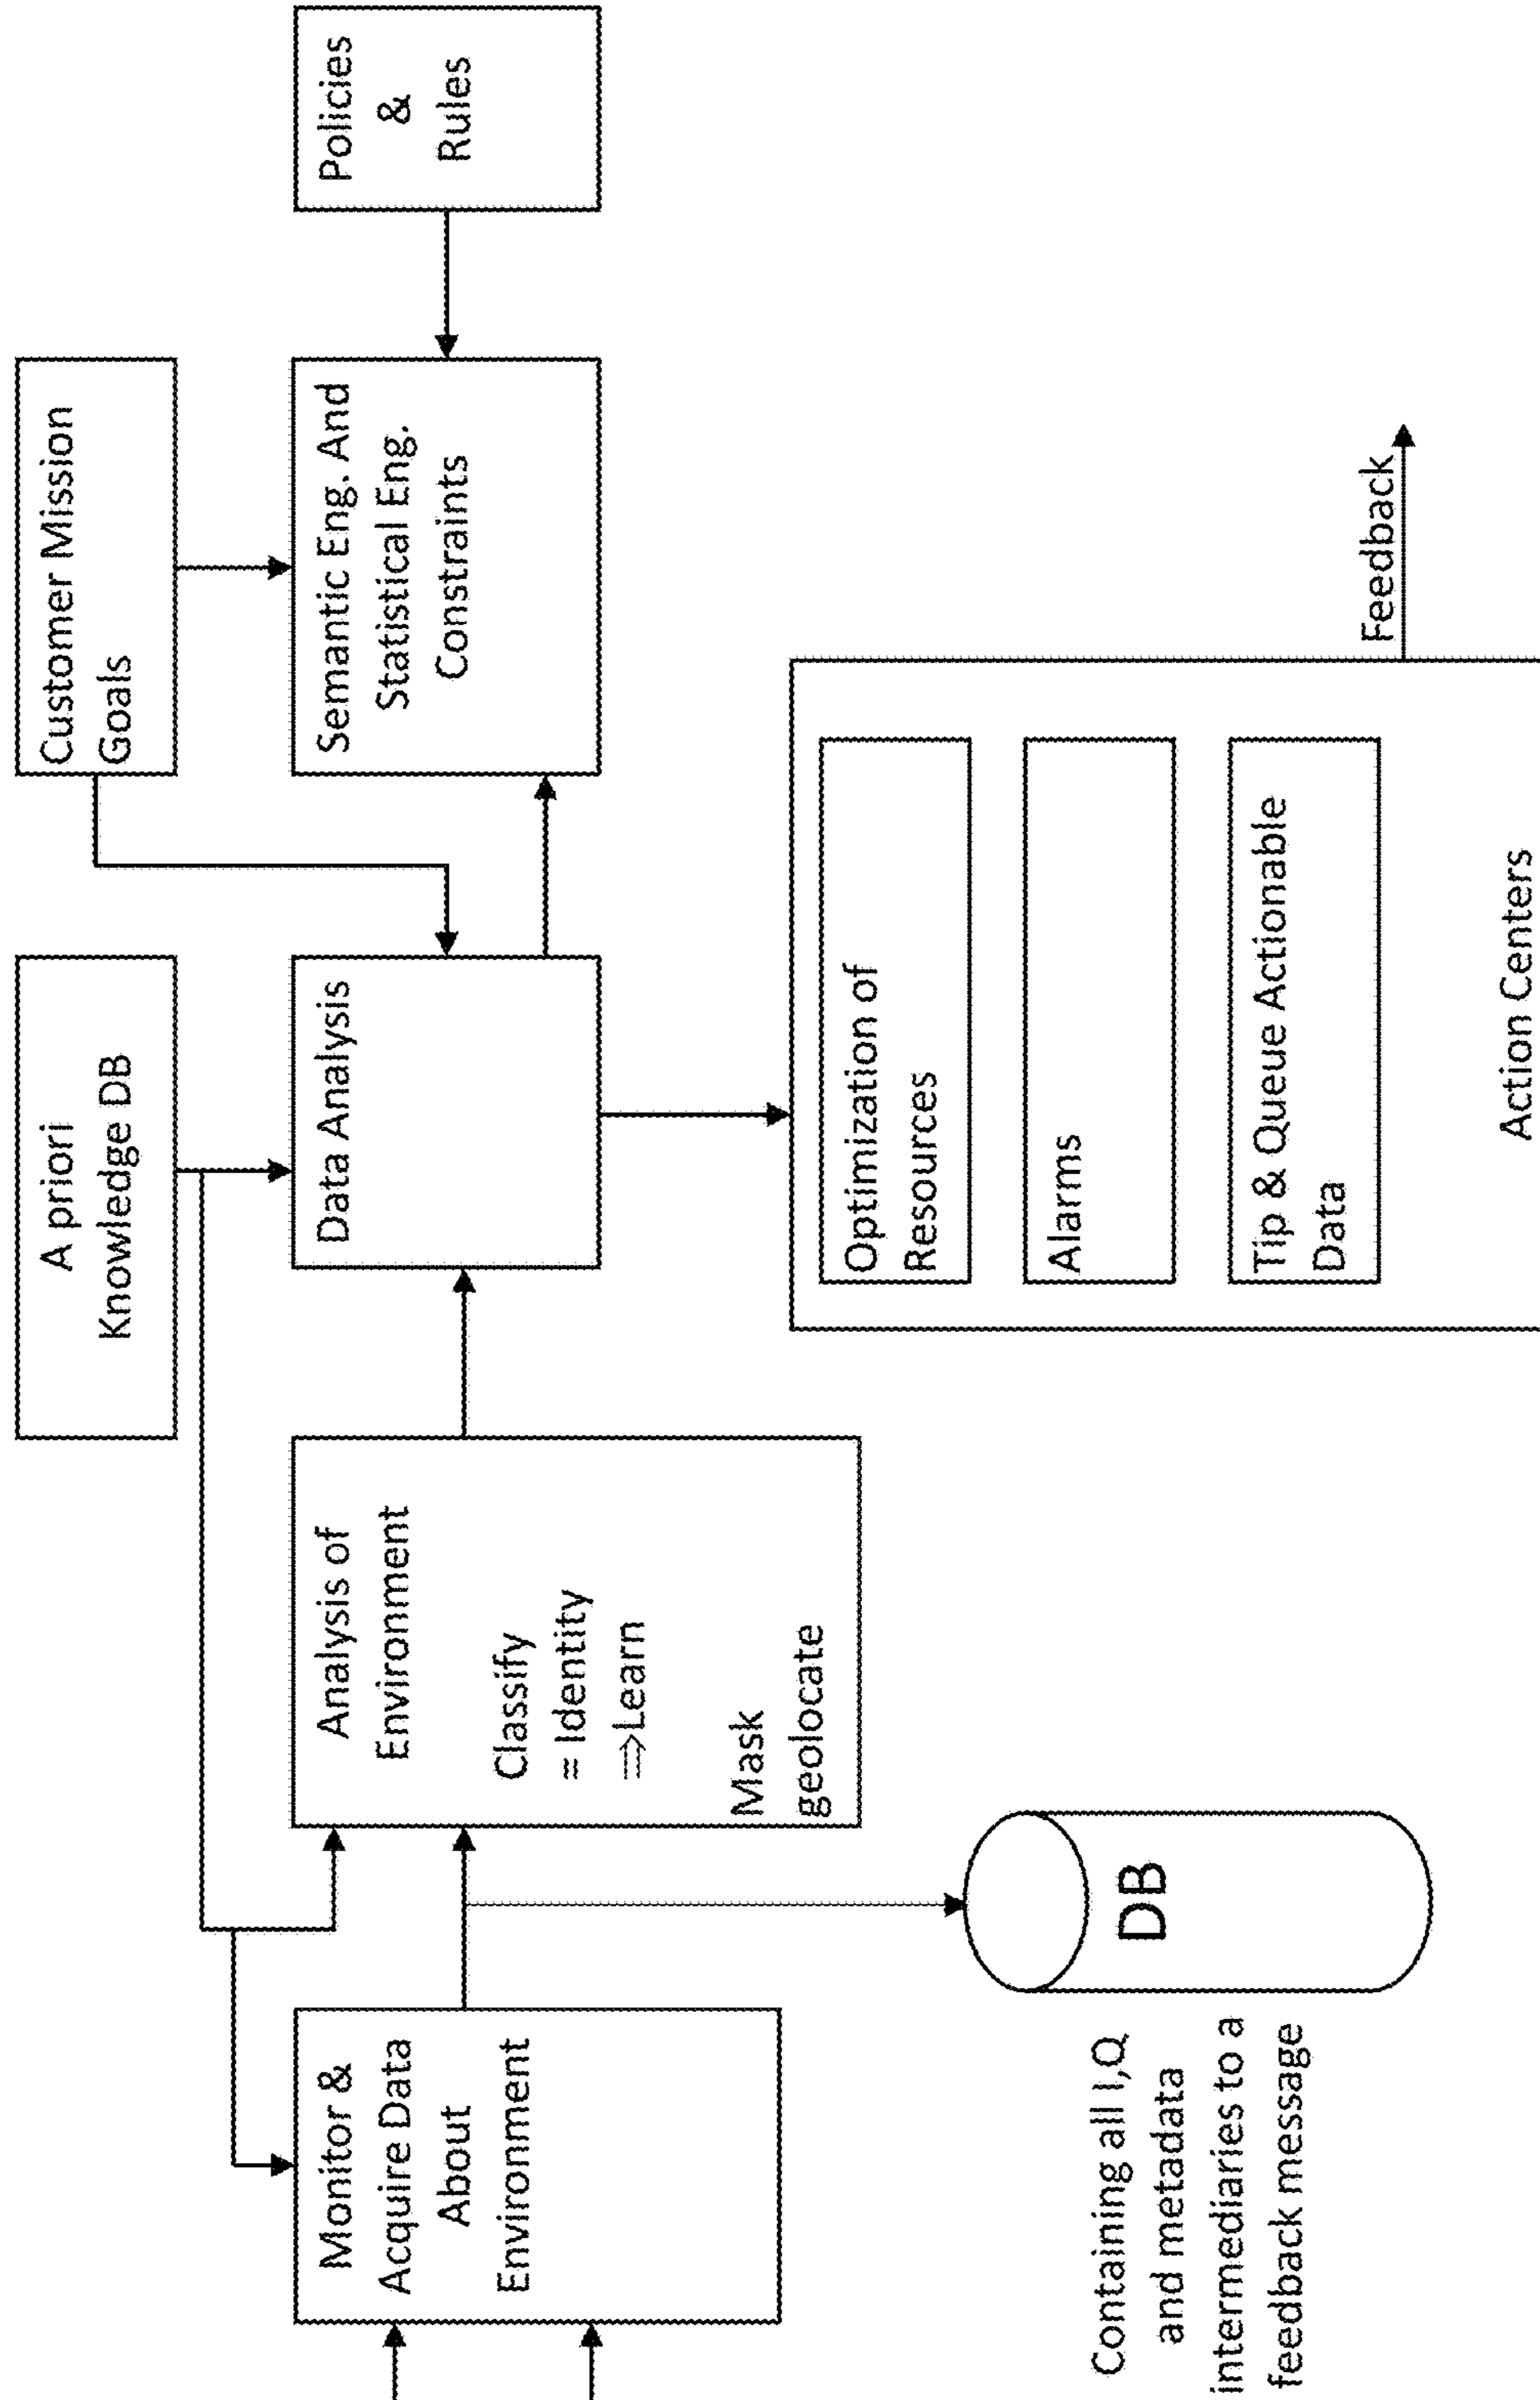 A priori
Knowledge DB
Customer Mission
Goals
Monitor &
Acquire Data
About
Environment
Analysis of
Environment
Classify
= Identity
⇒Learn
Mask
geolocate
Data Analysis
Semantic Eng. And
Statistical Eng.
Constraints
Policies
&
Rules
DB
Containing all I,Q
and metadata
intermediaries to a
feedback message
Optimization of
Resources
Alarms
Tip & Queue Actionable
Data
Action Centers
Feedback